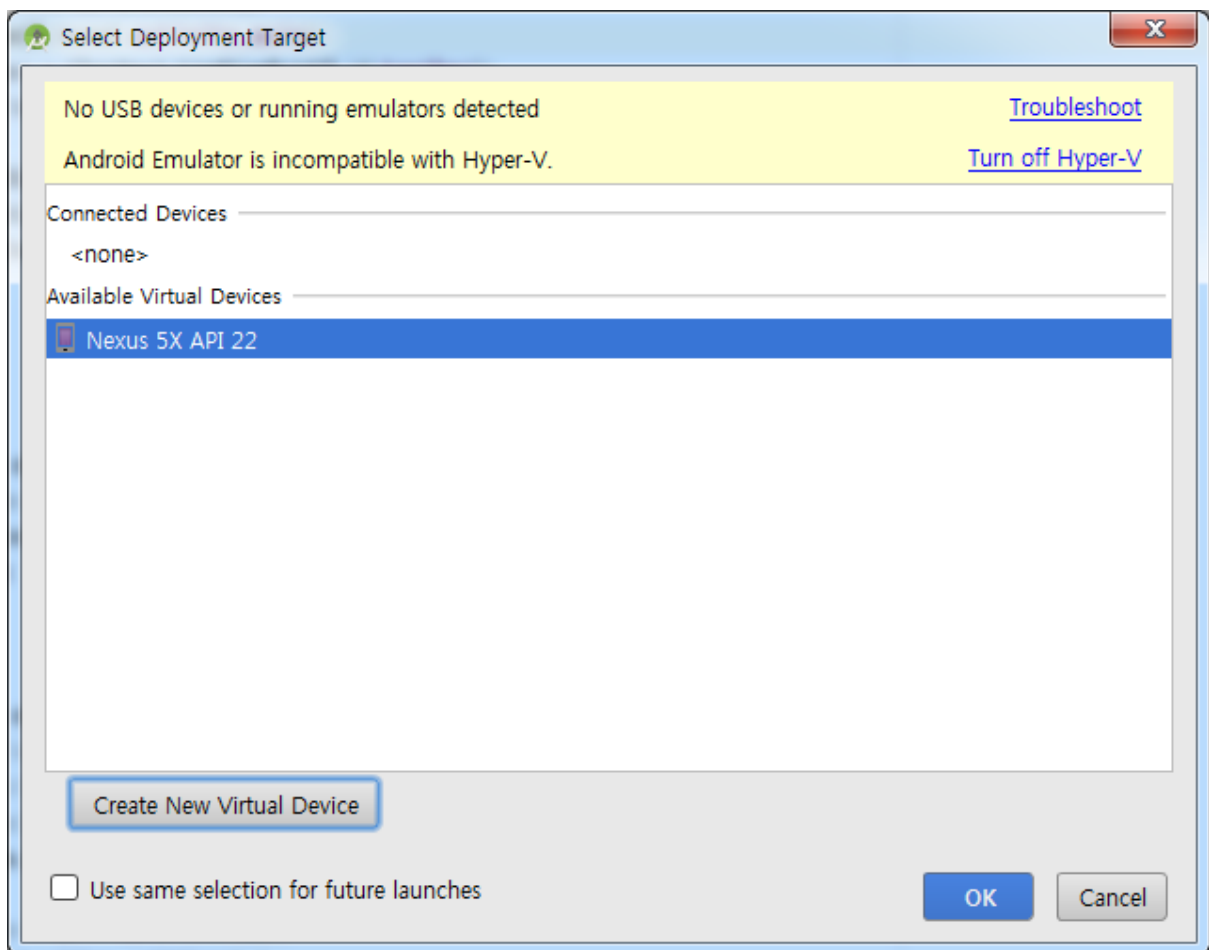 Select Deployment Target
No USB devices or running emulators detected Troubleshoot
Android Emulator is incompatible with Hyper-V. Turn off Hyper-V
Connected Devices
<none>
Available Virtual Devices
Nexus 5X API 22
Create New Virtual Device
Use same selection for future launches
OK Cancel